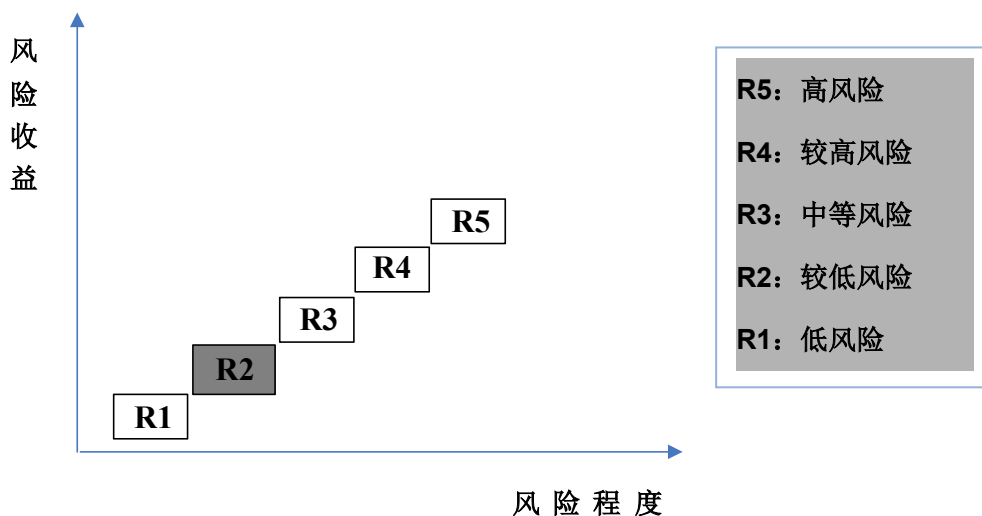 风险收益
R5
R4
R3
R2
R1
风 险 程 度
R5：高风险
R4：较高风险
R3：中等风险
R2：较低风险
R1：低风险